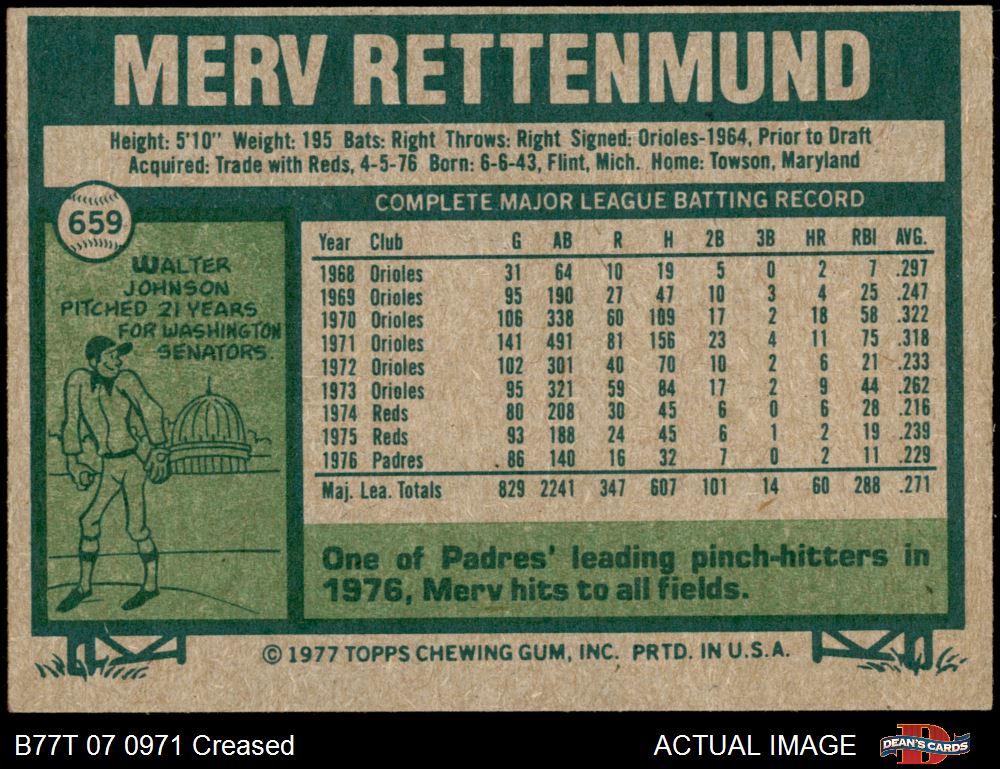 MERV RETTENMUND
Height: 5'10" Weight: 195 Bats: Right Throws: Right Signed: Orioles-1964, Prior to Draft
Acquired: Trade with Reds, 4-5-76 Born: 6-6-43, Flint, Mich. Home: Towson, Maryland
659
WALTER
JOHNSON
PITCHED 21 YEARS
FOR WASHINGTON
SENATORS.
COMPLETE MAJOR LEAGUE BATTING RECORD
Year Club G AB R H 2B 3B HR RBI AVG.
1968 Orioles 31 64 10 19 5 0 2 7 .297
1969 Orioles 95 190 27 47 10 3 4 25 .247
1970 Orioles 106 338 60 109 17 2 18 58 .322
1971 Orioles 141 491 81 156 23 4 11 75 .318
1972 Orioles 102 301 40 70 10 2 6 21 .233
1973 Orioles 95 321 59 84 17 2 9 44 .262
1974 Reds 80 208 30 45 6 0 6 28 .216
1975 Reds 93 188 24 45 6 1 2 19 .239
1976 Padres 86 140 16 32 7 0 2 11 .229
Maj. Lea. Totals 829 2241 347 607 101 14 60 288 .271
One of Padres' leading pinch-hitters in
1976, Merv hits to all fields.
© 1977 TOPPS CHEWING GUM, INC. PRTD. IN U.S.A.
B77T 07 0971 Creased
ACTUAL IMAGE
DEAN'S CARDS